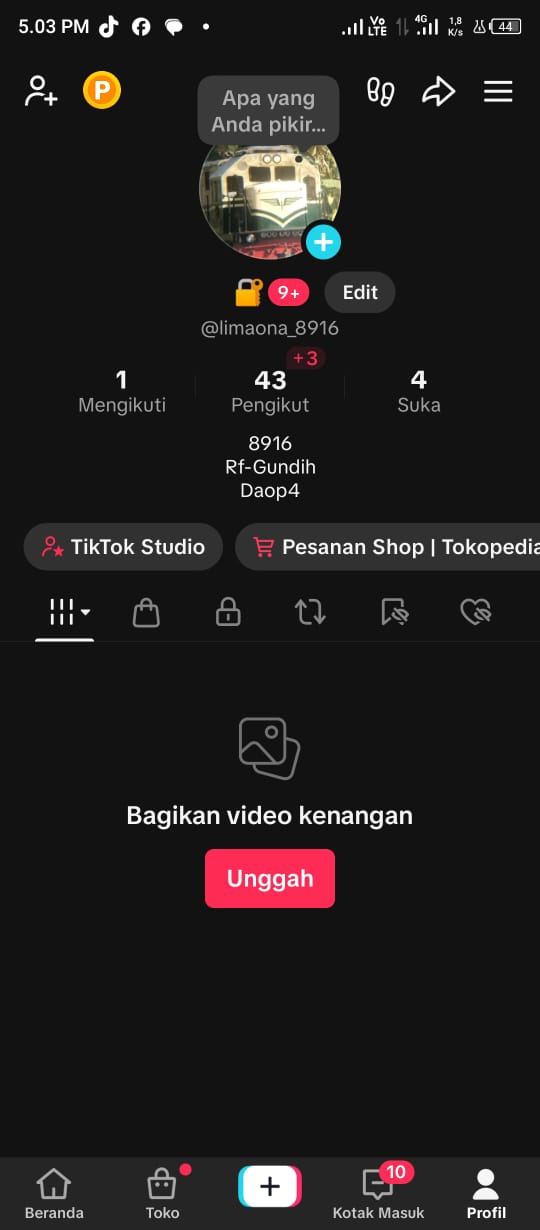 5.03 PM
Vo LTE 4G 1,8 K/s 44
P
Apa yang
Anda pikir...
9+ Edit
@limaona_8916
+3
1 43 4
Mengikuti Pengikut Suka
8916
Rf-Gundih
Daop4
TikTok Studio Pesanan Shop | Tokopedia
Bagikan video kenangan
Unggah
10
Beranda Toko Kotak Masuk Profil